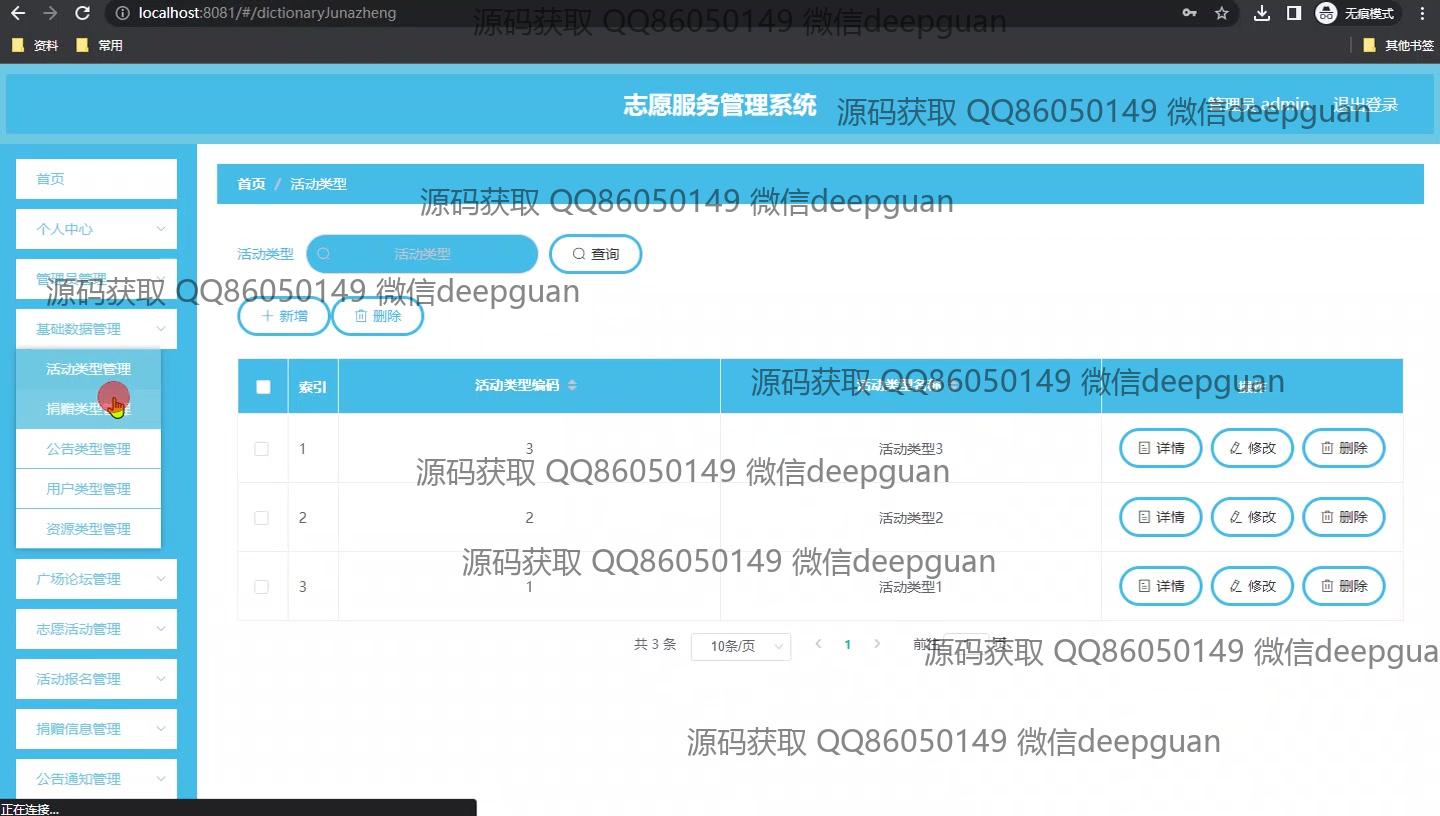 localhost:8081/#/dictionaryJunazheng
无痕模式
资料
常用
其他书签
源码获取 QQ86050149 微信deepguan
志愿服务管理系统
管理员 admin
退出登录
源码获取 QQ86050149 微信deepguan
首页
首页 / 活动类型
源码获取 QQ86050149 微信deepguan
个人中心
活动类型
活动类型
查询
管理员管理
源码获取 QQ86050149 微信deepguan
新增
删除
基础数据管理
活动类型管理
索引
活动类型编码
活动类型名称
操作
源码获取 QQ86050149 微信deepguan
捐赠类型管理
公告类型管理
1
3
活动类型3
详情
修改
删除
源码获取 QQ86050149 微信deepguan
用户类型管理
2
2
活动类型2
详情
修改
删除
资源类型管理
源码获取 QQ86050149 微信deepguan
广场论坛管理
3
1
活动类型1
详情
修改
删除
志愿活动管理
共 3 条
10条/页
1
前往
1
页
源码获取 QQ86050149 微信deepgua
活动报名管理
捐赠信息管理
源码获取 QQ86050149 微信deepguan
公告通知管理
正在连接...